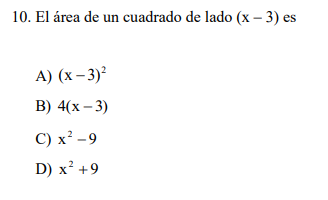 10. El área de un cuadrado de lado (x – 3) es
A) (x – 3)²
B) 4(x – 3)
C) x² – 9
D) x² + 9